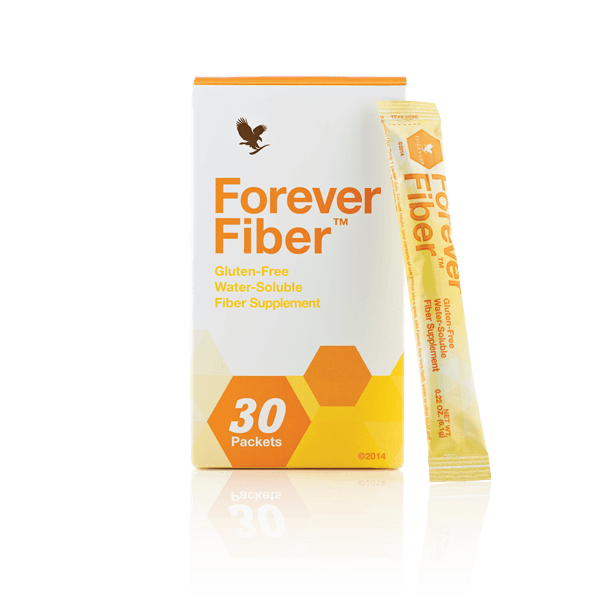 Forever
Fiber™
Gluten-Free
Water-Soluble
Fiber Supplement
30
Packets
©2014
©2014
Forever
Fiber™
Gluten-Free
Water-Soluble
Fiber Supplement
NET WT.
0.22 OZ. (6.1g)